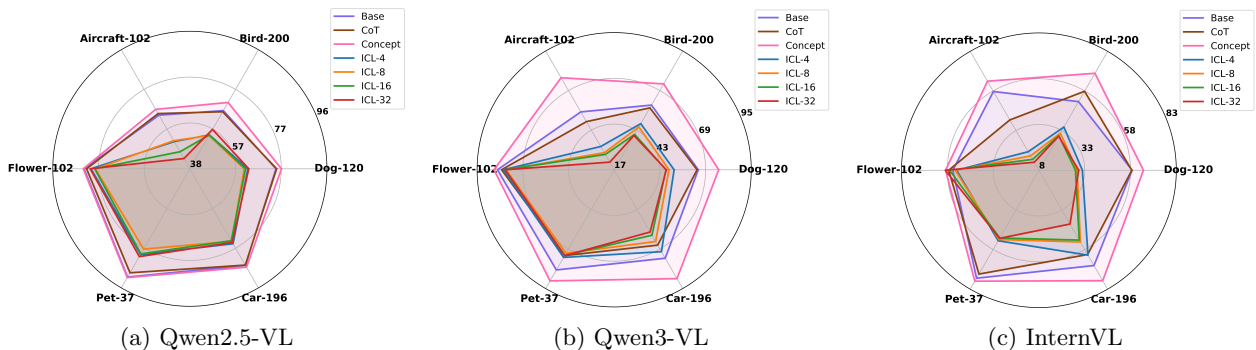 Base
CoT
Concept
ICL-4
ICL-8
ICL-16
ICL-32
Aircraft-102
Bird-200
96
77
57
38
Flower-102
Dog-120
Pet-37
Car-196
(a) Qwen2.5-VL
Base
CoT
Concept
ICL-4
ICL-8
ICL-16
ICL-32
Aircraft-102
Bird-200
95
69
43
17
Flower-102
Dog-120
Pet-37
Car-196
(b) Qwen3-VL
Base
CoT
Concept
ICL-4
ICL-8
ICL-16
ICL-32
Aircraft-102
Bird-200
83
58
33
8
Flower-102
Dog-120
Pet-37
Car-196
(c) InternVL